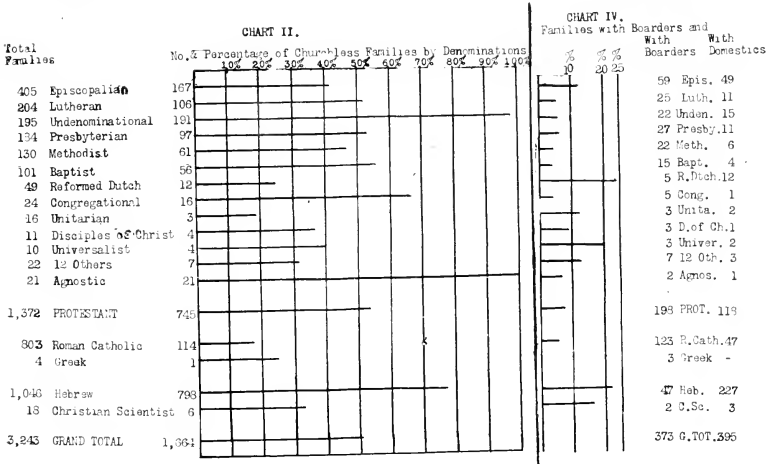 CHART II.
CHART IV.
Families with Boarders and
Total Families
No.& Percentage of Churchless Families by Denominations
With Boarders With Domestics
10% 20% 30% 40% 50% 60% 70% 80% 90% 100%
% 10 % 20 % 25
405 Episcopalian 167 59 Epis. 49
204 Lutheran 106 25 Luth. 11
195 Undenominational 191 22 Unden. 15
184 Presbyterian 97 27 Presby.11
130 Methodist 61 22 Meth. 6
101 Baptist 56 15 Bapt. 4
49 Reformed Dutch 12 5 R.Dtch.12
24 Congregational 16 5 Cong. 1
16 Unitarian 3 3 Unita. 2
11 Disciples of Christ 4 3 D.of Ch.1
10 Universalist 4 3 Univer. 2
22 12 Others 7 7 12 Oth. 3
21 Agnostic 21 2 Agnos. 1
1,372 PROTESTANT 745 198 PROT. 118
803 Roman Catholic 114 123 R.Cath.47
4 Greek 1 3 Greek -
1,046 Hebrew 798 47 Heb. 227
18 Christian Scientist 6 2 C.Sc. 3
3,243 GRAND TOTAL 1,664 373 G.TOT.395